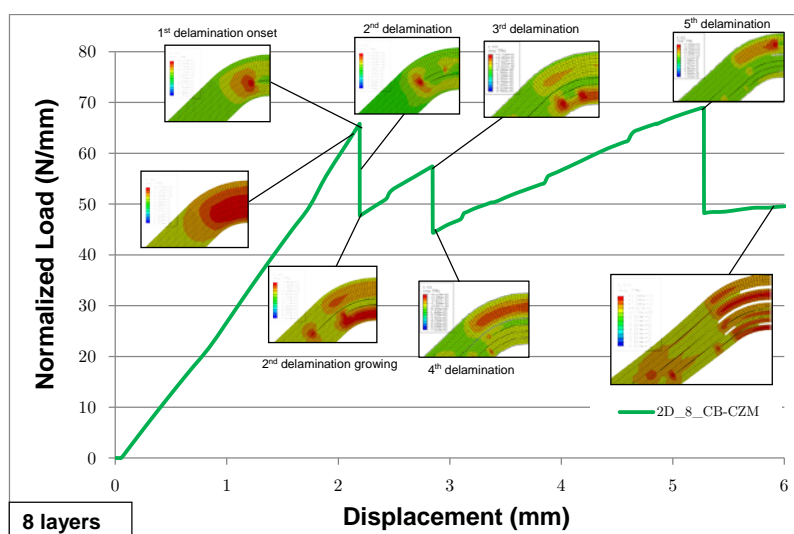 1st delamination onset
2nd delamination
3rd delamination
5th delamination
80
70
60
50
40
30
20
10
0
Normalized Load (N/mm)
2nd delamination growing
4th delamination
2D_8_CB-CZM
0 1 2 3 4 5 6
8 layers
Displacement (mm)